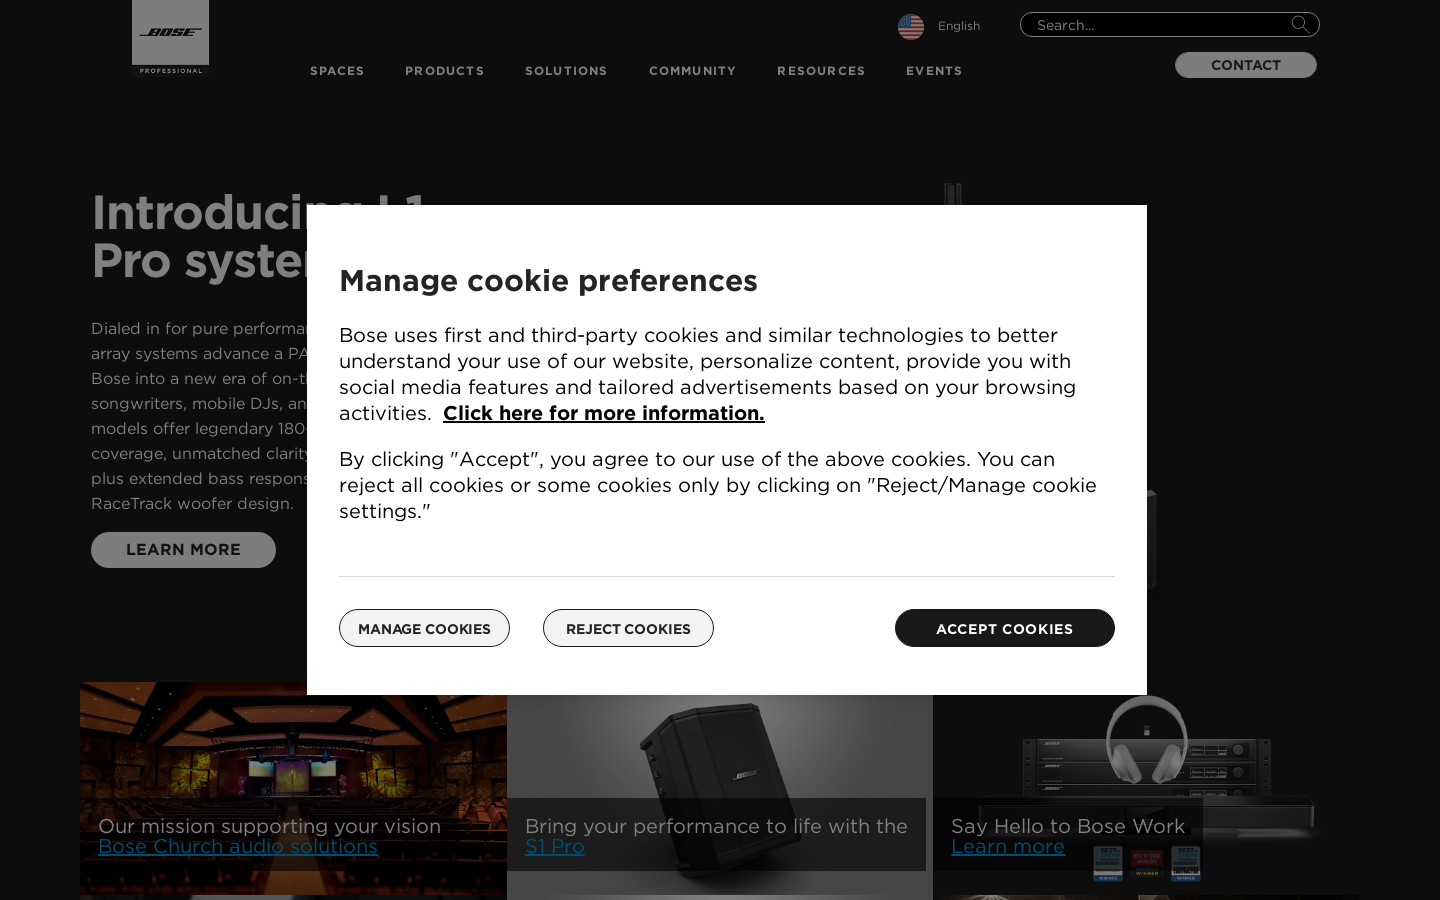 BOSE
PROFESSIONAL
English
Search...
SPACES
PRODUCTS
SOLUTIONS
COMMUNITY
RESOURCES
EVENTS
CONTACT
Introducing L1
Pro syste
Dialed in for pure performa
array systems advance a PA
Bose into a new era of on-t
songwriters, mobile DJs, an
models offer legendary 180-
coverage, unmatched clarity
plus extended bass respons
RaceTrack woofer design.
LEARN MORE
Manage cookie preferences
Bose uses first and third-party cookies and similar technologies to better
understand your use of our website, personalize content, provide you with
social media features and tailored advertisements based on your browsing
activities. Click here for more information.
By clicking "Accept", you agree to our use of the above cookies. You can
reject all cookies or some cookies only by clicking on "Reject/Manage cookie
settings."
MANAGE COOKIES
REJECT COOKIES
ACCEPT COOKIES
Our mission supporting your vision
Bose Church audio solutions
BOSE
Bring your performance to life with the
S1 Pro
Say Hello to Bose Work
Learn more
WINNER
WINNER
WINNER